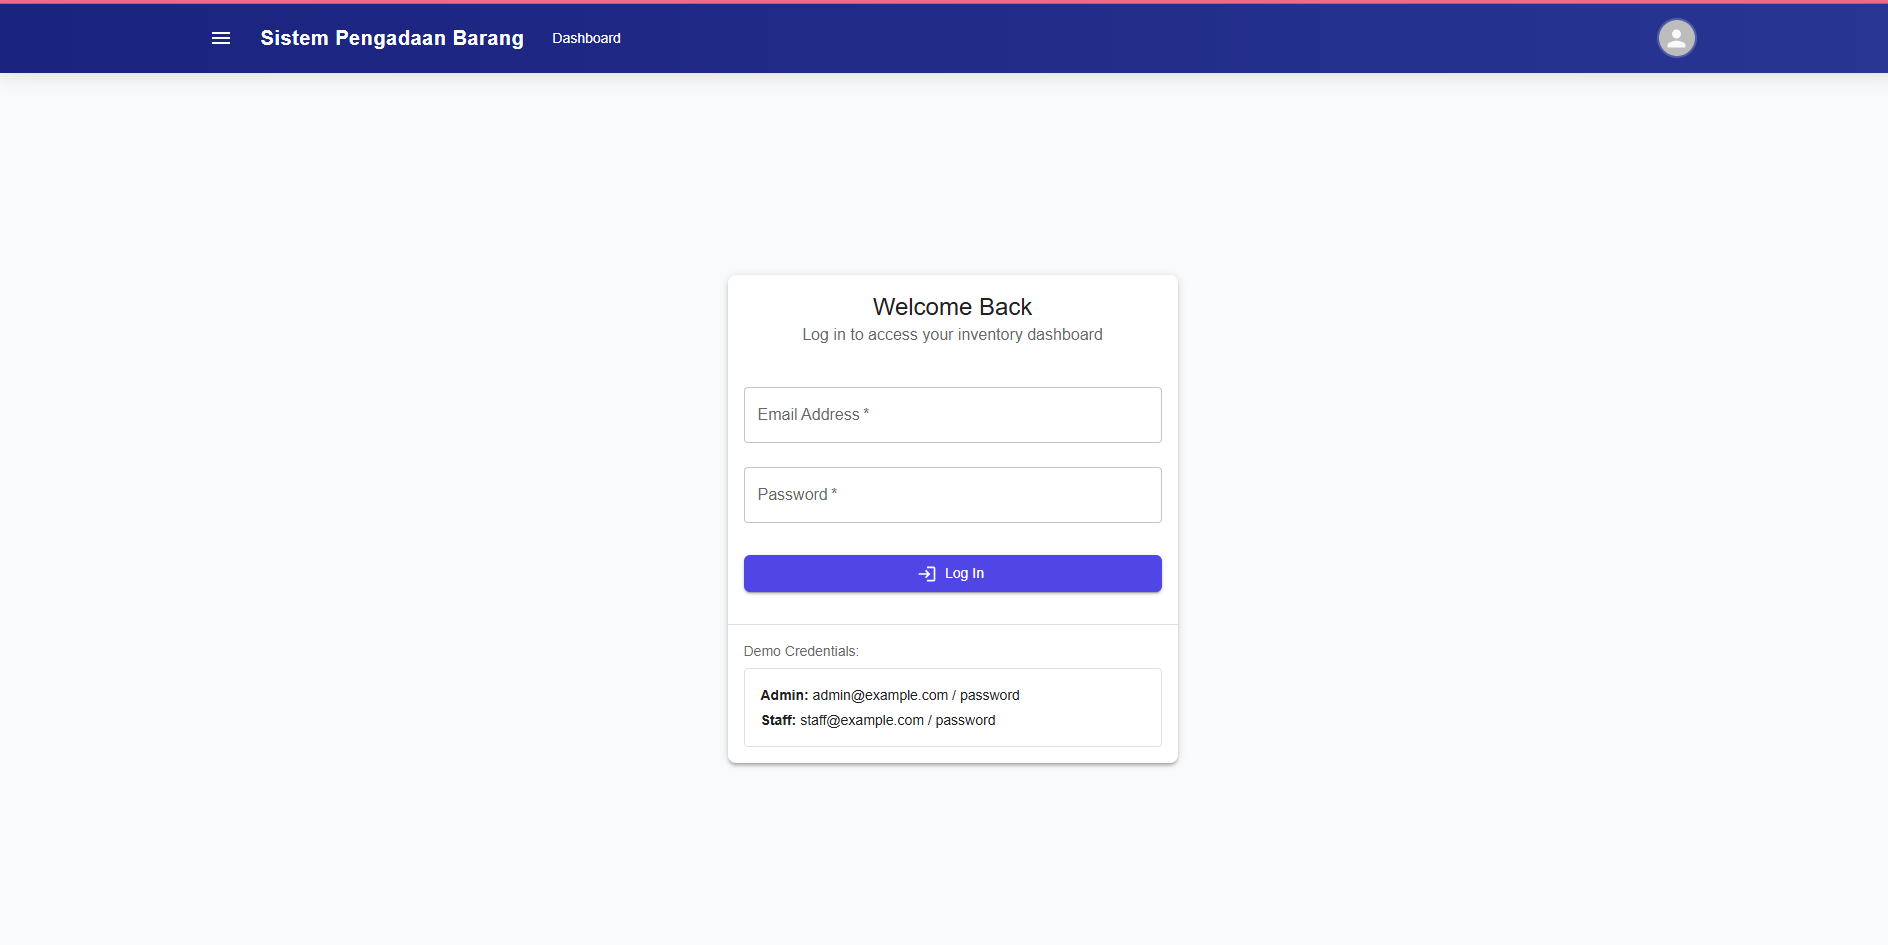 Sistem Pengadaan Barang Dashboard
Welcome Back
Log in to access your inventory dashboard
Email Address *
Password *
Log In
Demo Credentials:
Admin: admin@example.com / password
Staff: staff@example.com / password